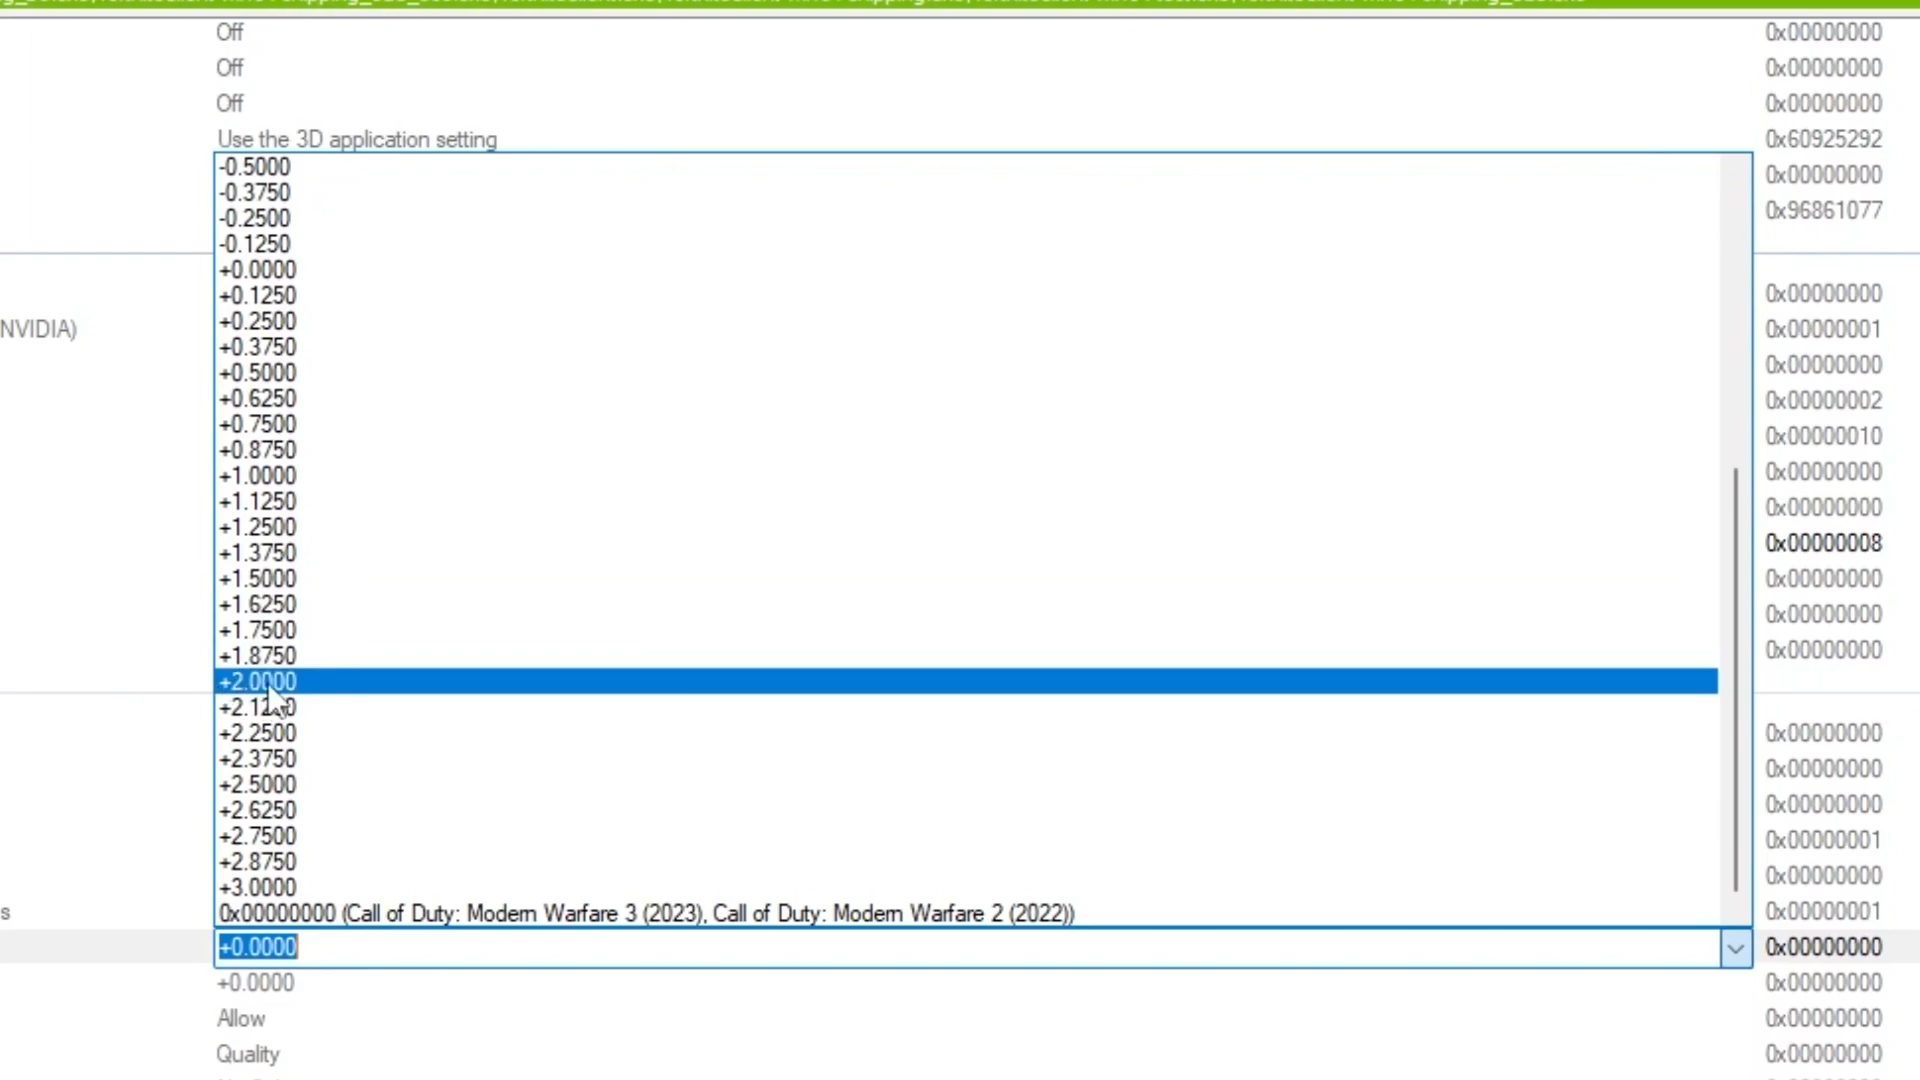 Off 0x00000000
Off 0x00000000
Off 0x00000000
Use the 3D application setting 0x60925292
-0.5000
0x00000000
-0.3750
-0.2500 0x96861077
-0.1250
+0.0000
+0.1250 0x00000000
+0.2500
NVIDIA) 0x00000001
+0.3750
+0.5000 0x00000000
+0.6250 0x00000002
+0.7500
0x00000010
+0.8750
+1.0000 0x00000000
+1.1250 0x00000000
+1.2500
+1.3750 0x00000008
+1.5000 0x00000000
+1.6250 0x00000000
+1.7500
+1.8750 0x00000000
+2.0000
+2.2500 0x00000000
+2.3750 0x00000000
+2.5000
+2.6250 0x00000000
+2.7500 0x00000001
+2.8750
+3.0000 0x00000000
s 0x00000000 (Call of Duty: Modern Warfare 3 (2023), Call of Duty: Modern Warfare 2 (2022)) 0x00000001
+0.0000 0x00000000
+0.0000 0x00000000
Allow 0x00000000
Quality 0x00000000